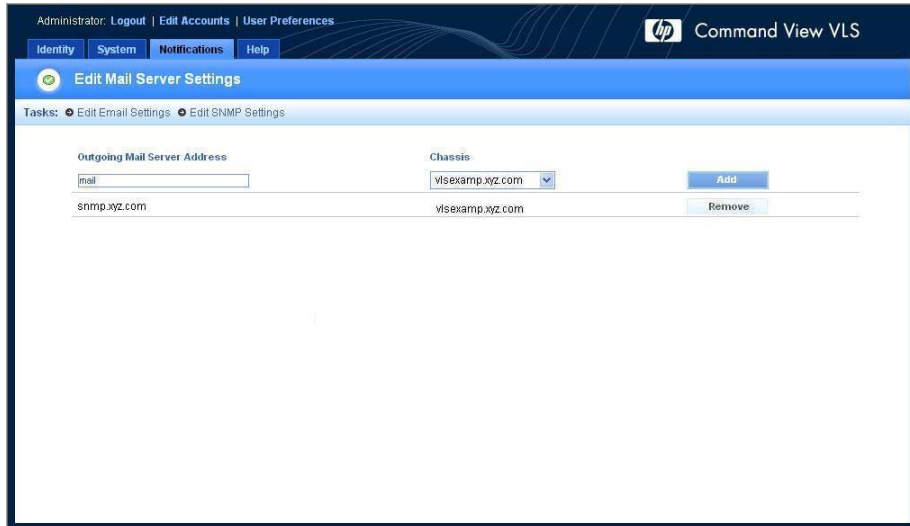 Administrator: Logout | Edit Accounts | User Preferences
hp Command View VLS
Identity System Notifications Help
Edit Mail Server Settings
Tasks: Edit Email Settings Edit SNMP Settings
Outgoing Mail Server Address Chassis
mail vlsexamp.xyz.com Add
snmp.xyz.com vlsexamp.xyz.com Remove